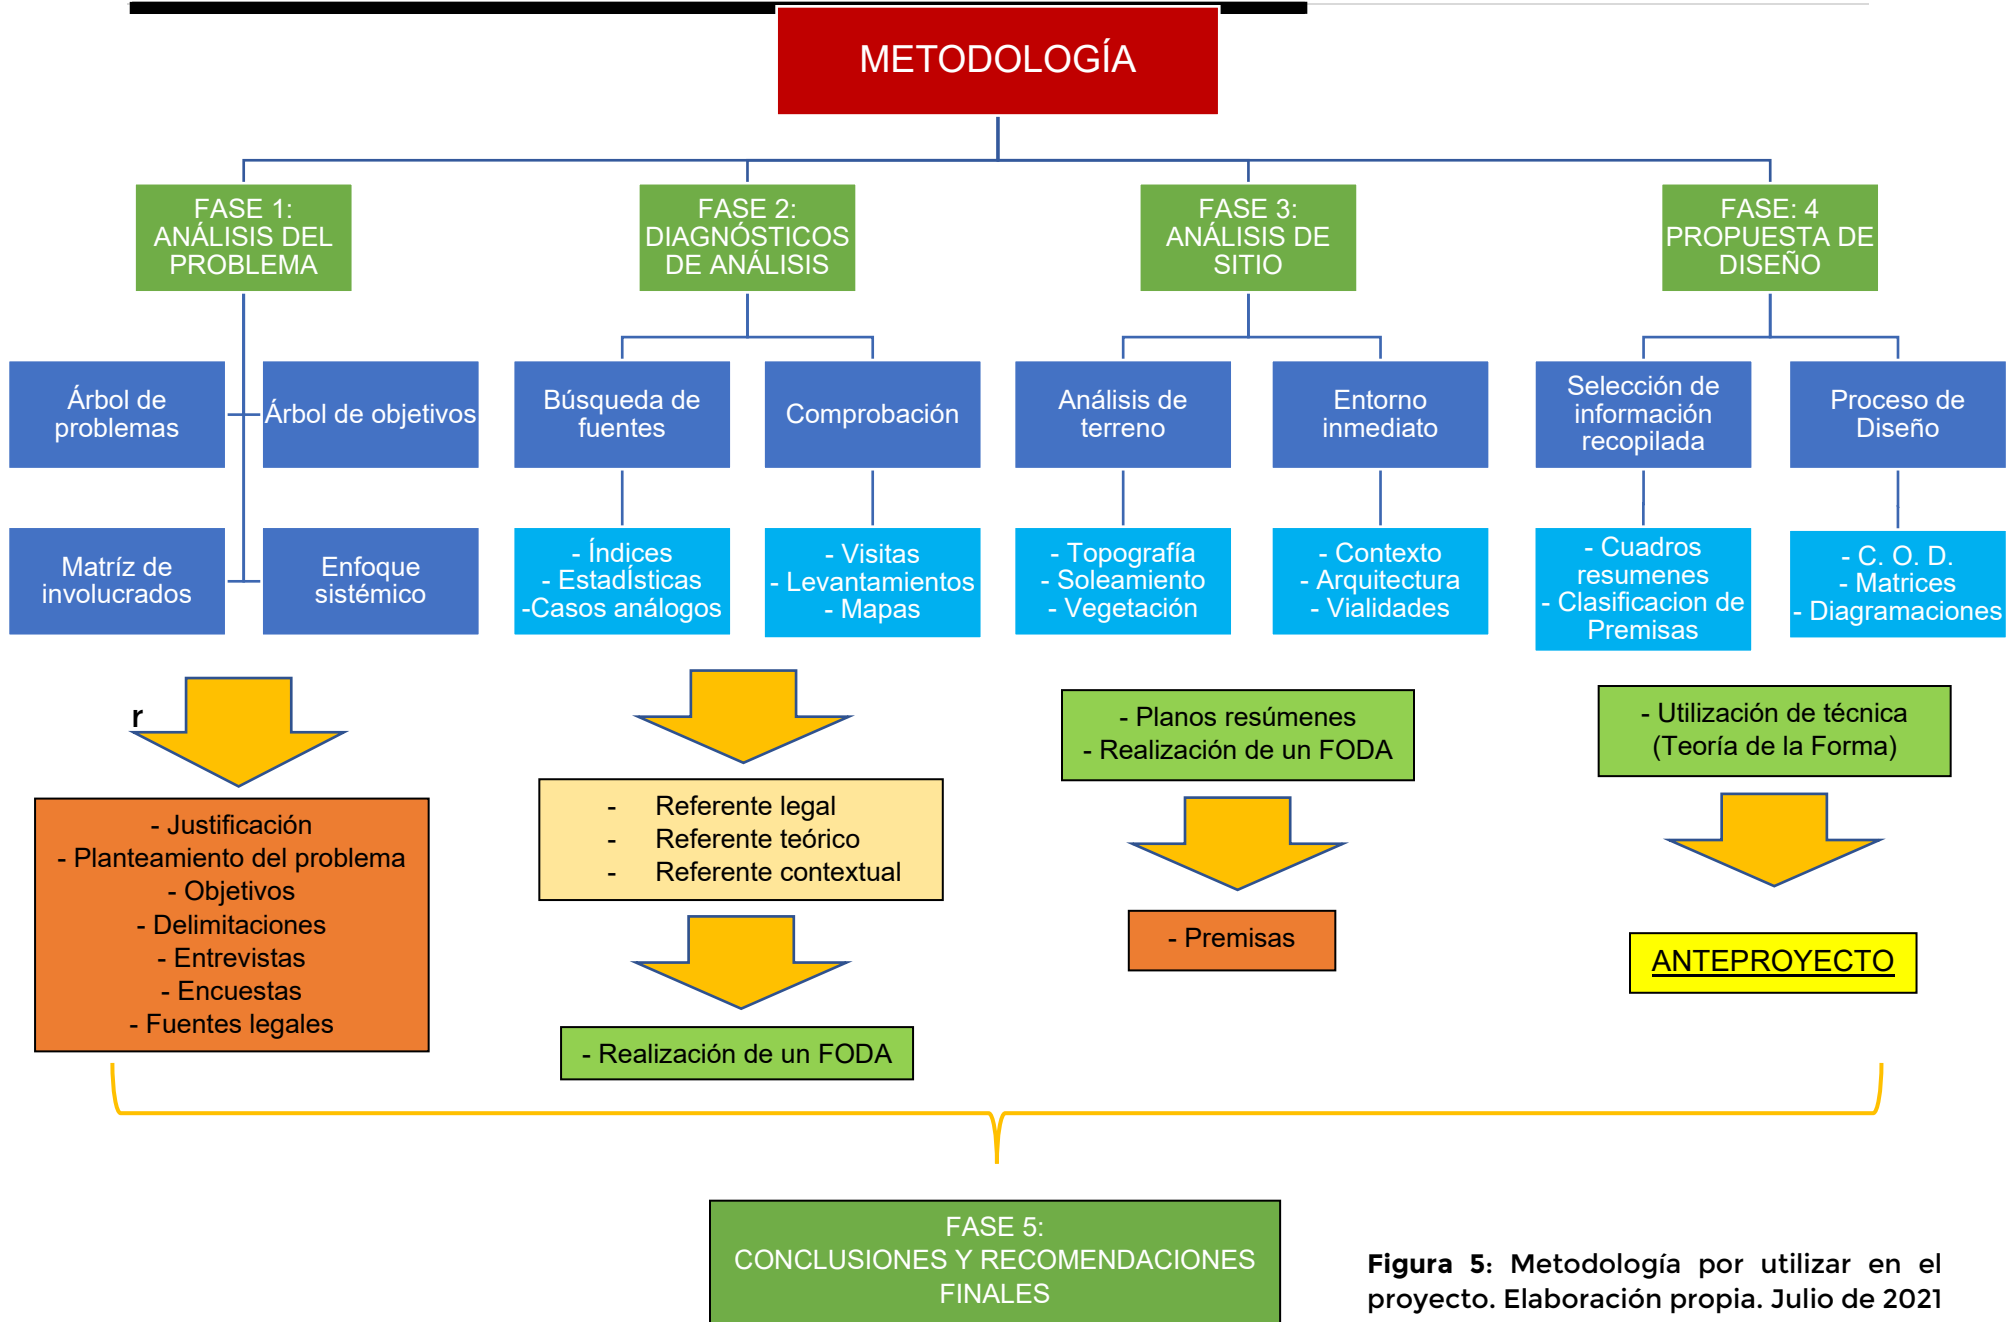 METODOLOGÍA
FASE 1:
ANÁLISIS DEL
PROBLEMA
FASE 2:
DIAGNÓSTICOS
DE ANÁLISIS
FASE 3:
ANÁLISIS DE
SITIO
FASE: 4
PROPUESTA DE
DISEÑO
Árbol de
problemas
Árbol de objetivos
Búsqueda de
fuentes
Comprobación
Análisis de
terreno
Entorno
inmediato
Selección de
información
recopilada
Proceso de
Diseño
Matríz de
involucrados
Enfoque
sistémico
- Índices
- Estadísticas
-Casos análogos
- Visitas
- Levantamientos
- Mapas
- Topografía
- Soleamiento
- Vegetación
- Contexto
- Arquitectura
- Vialidades
- Cuadros
resumenes
- Clasificacion de
Premisas
- C. O. D.
- Matrices
- Diagramaciones
r
- Justificación
- Planteamiento del problema
- Objetivos
- Delimitaciones
- Entrevistas
- Encuestas
- Fuentes legales
- Referente legal
- Referente teórico
- Referente contextual
- Realización de un FODA
- Planos resúmenes
- Realización de un FODA
- Premisas
- Utilización de técnica
(Teoría de la Forma)
ANTEPROYECTO
FASE 5:
CONCLUSIONES Y RECOMENDACIONES
FINALES
Figura 5: Metodología por utilizar en el
proyecto. Elaboración propia. Julio de 2021